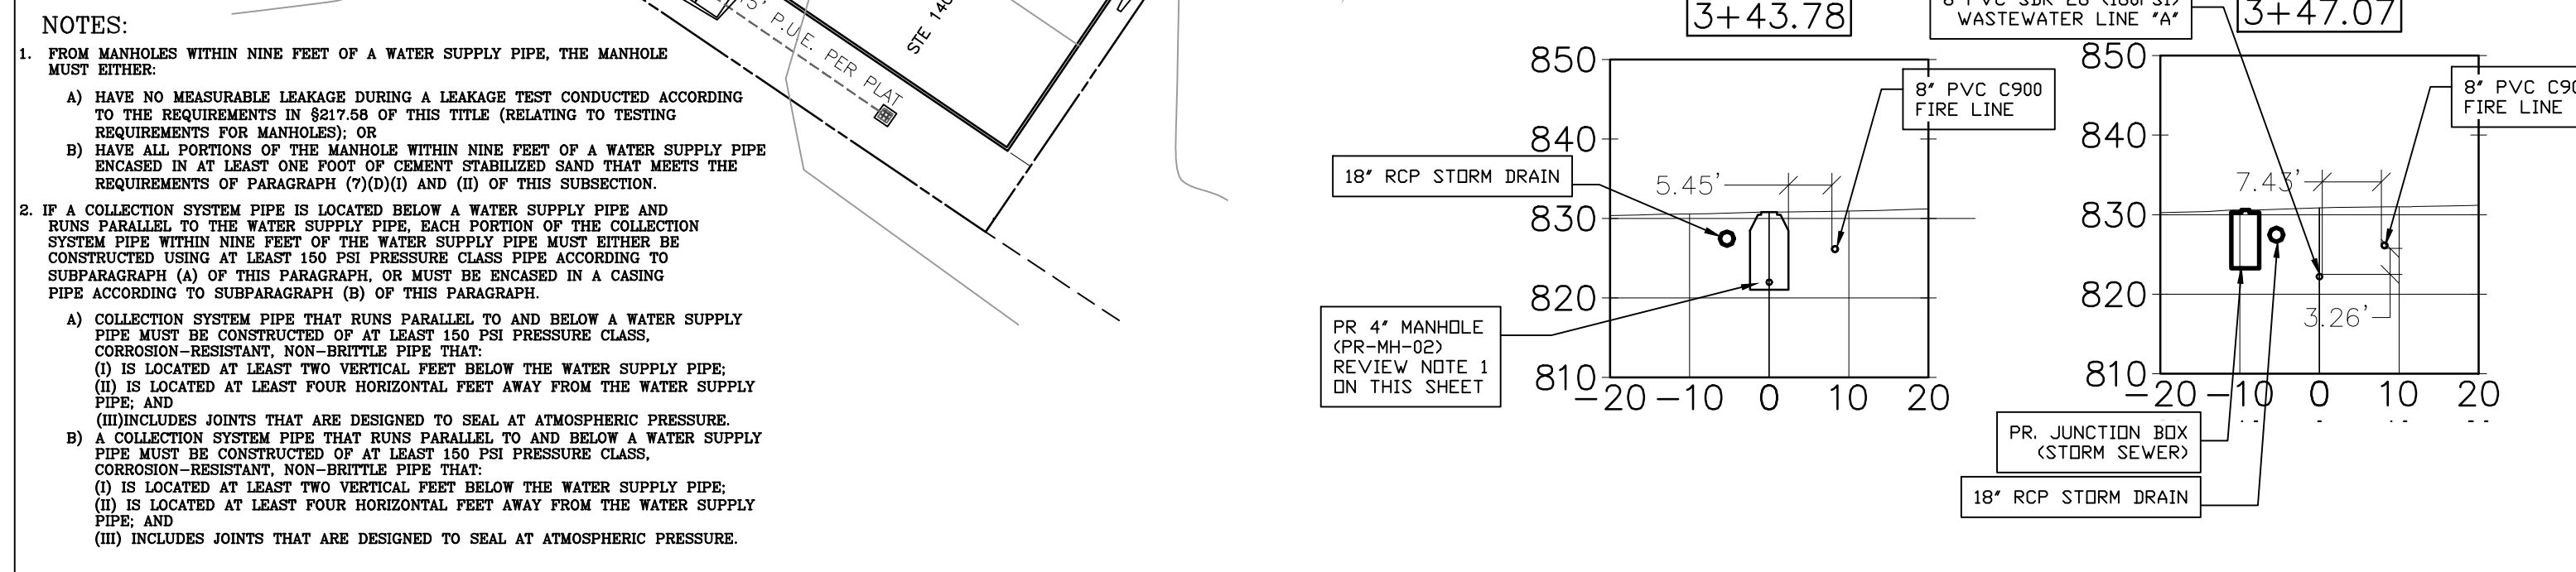 NOTES:
1. FROM MANHOLES WITHIN NINE FEET OF A WATER SUPPLY PIPE, THE MANHOLE
MUST EITHER:
A) HAVE NO MEASURABLE LEAKAGE DURING A LEAKAGE TEST CONDUCTED ACCORDING
TO THE REQUIREMENTS IN §217.58 OF THIS TITLE (RELATING TO TESTING
REQUIREMENTS FOR MANHOLES); OR
B) HAVE ALL PORTIONS OF THE MANHOLE WITHIN NINE FEET OF A WATER SUPPLY PIPE
ENCASED IN AT LEAST ONE FOOT OF CEMENT STABILIZED SAND THAT MEETS THE
REQUIREMENTS OF PARAGRAPH (7)(D)(I) AND (II) OF THIS SUBSECTION.
2. IF A COLLECTION SYSTEM PIPE IS LOCATED BELOW A WATER SUPPLY PIPE AND
RUNS PARALLEL TO THE WATER SUPPLY PIPE, EACH PORTION OF THE COLLECTION
SYSTEM PIPE WITHIN NINE FEET OF THE WATER SUPPLY PIPE MUST EITHER BE
CONSTRUCTED USING AT LEAST 150 PSI PRESSURE CLASS PIPE ACCORDING TO
SUBPARAGRAPH (A) OF THIS PARAGRAPH, OR MUST BE ENCASED IN A CASING
PIPE ACCORDING TO SUBPARAGRAPH (B) OF THIS PARAGRAPH.
A) COLLECTION SYSTEM PIPE THAT RUNS PARALLEL TO AND BELOW A WATER SUPPLY
PIPE MUST BE CONSTRUCTED OF AT LEAST 150 PSI PRESSURE CLASS,
CORROSION-RESISTANT, NON-BRITTLE PIPE THAT:
(I) IS LOCATED AT LEAST TWO VERTICAL FEET BELOW THE WATER SUPPLY PIPE;
(II) IS LOCATED AT LEAST FOUR HORIZONTAL FEET AWAY FROM THE WATER SUPPLY
PIPE; AND
(III)INCLUDES JOINTS THAT ARE DESIGNED TO SEAL AT ATMOSPHERIC PRESSURE.
B) A COLLECTION SYSTEM PIPE THAT RUNS PARALLEL TO AND BELOW A WATER SUPPLY
PIPE MUST BE CONSTRUCTED OF AT LEAST 150 PSI PRESSURE CLASS,
CORROSION-RESISTANT, NON-BRITTLE PIPE THAT:
(I) IS LOCATED AT LEAST TWO VERTICAL FEET BELOW THE WATER SUPPLY PIPE;
(II) IS LOCATED AT LEAST FOUR HORIZONTAL FEET AWAY FROM THE WATER SUPPLY
PIPE; AND
(III) INCLUDES JOINTS THAT ARE DESIGNED TO SEAL AT ATMOSPHERIC PRESSURE.
5' P.U.E. PER PLAT
STE 140
3+43.78
850
840
830
820
810
-20 -10 0 10 20
8" PVC C900
FIRE LINE
18" RCP STORM DRAIN
5.45'
PR 4" MANHOLE
(PR-MH-02)
REVIEW NOTE 1
ON THIS SHEET
WASTEWATER LINE "A"
3+47.07
850
840
830
820
810
-20 -10 0 10 20
8" PVC C90
FIRE LINE
7.43'
3.26'
PR. JUNCTION BOX
(STORM SEWER)
18" RCP STORM DRAIN